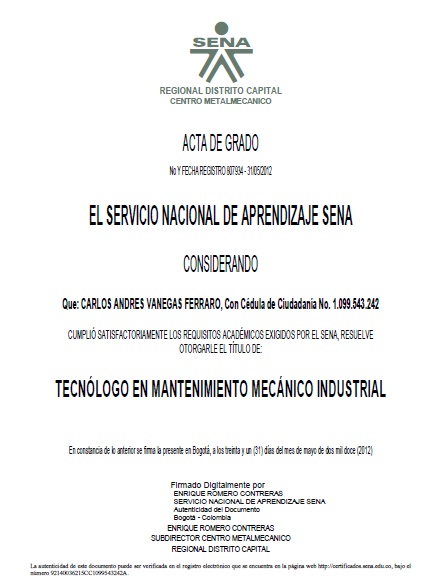 SENA
REGIONAL DISTRITO CAPITAL
CENTRO METALMECANICO
ACTA DE GRADO
No Y FECHA REGISTRO 807934 - 31/05/2012
EL SERVICIO NACIONAL DE APRENDIZAJE SENA
CONSIDERANDO
Que: CARLOS ANDRES VANEGAS FERRARO, Con Cédula de Ciudadanía No. 1.099.543.242
CUMPLIÓ SATISFACTORIAMENTE LOS REQUISITOS ACADÉMICOS EXIGIDOS POR EL SENA, RESUELVE
OTORGARLE EL TÍTULO DE:
TECNÓLOGO EN MANTENIMIENTO MECÁNICO INDUSTRIAL
En constancia de lo anterior se firma la presente en Bogotá, a los treinta y un (31) días del mes de mayo de dos mil doce (2012)
Firmado Digitalmente por
ENRIQUE ROMERO CONTRERAS
SERVICIO NACIONAL DE APRENDIZAJE SENA
Autenticidad del Documento
Bogotá - Colombia
ENRIQUE ROMERO CONTRERAS
SUBDIRECTOR CENTRO METALMECANICO
REGIONAL DISTRITO CAPITAL
La autenticidad de este documento puede ser verificada en el registro electrónico que se encuentra en la página web http://certificados.sena.edu.co, bajo el
número 92140036215CC1099543242A.